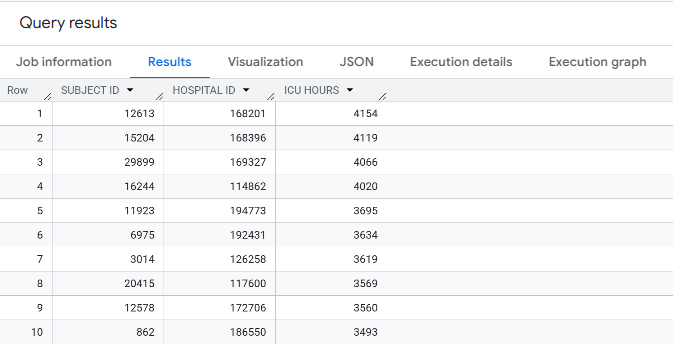 Query results
Job information Results Visualization JSON Execution details Execution graph
Row SUBJECT ID HOSPITAL ID ICU HOURS
1 12613 168201 4154
2 15204 168396 4119
3 29899 169327 4066
4 16244 114862 4020
5 11923 194773 3695
6 6975 192431 3634
7 3014 126258 3619
8 20415 117600 3569
9 12578 172706 3560
10 862 186550 3493